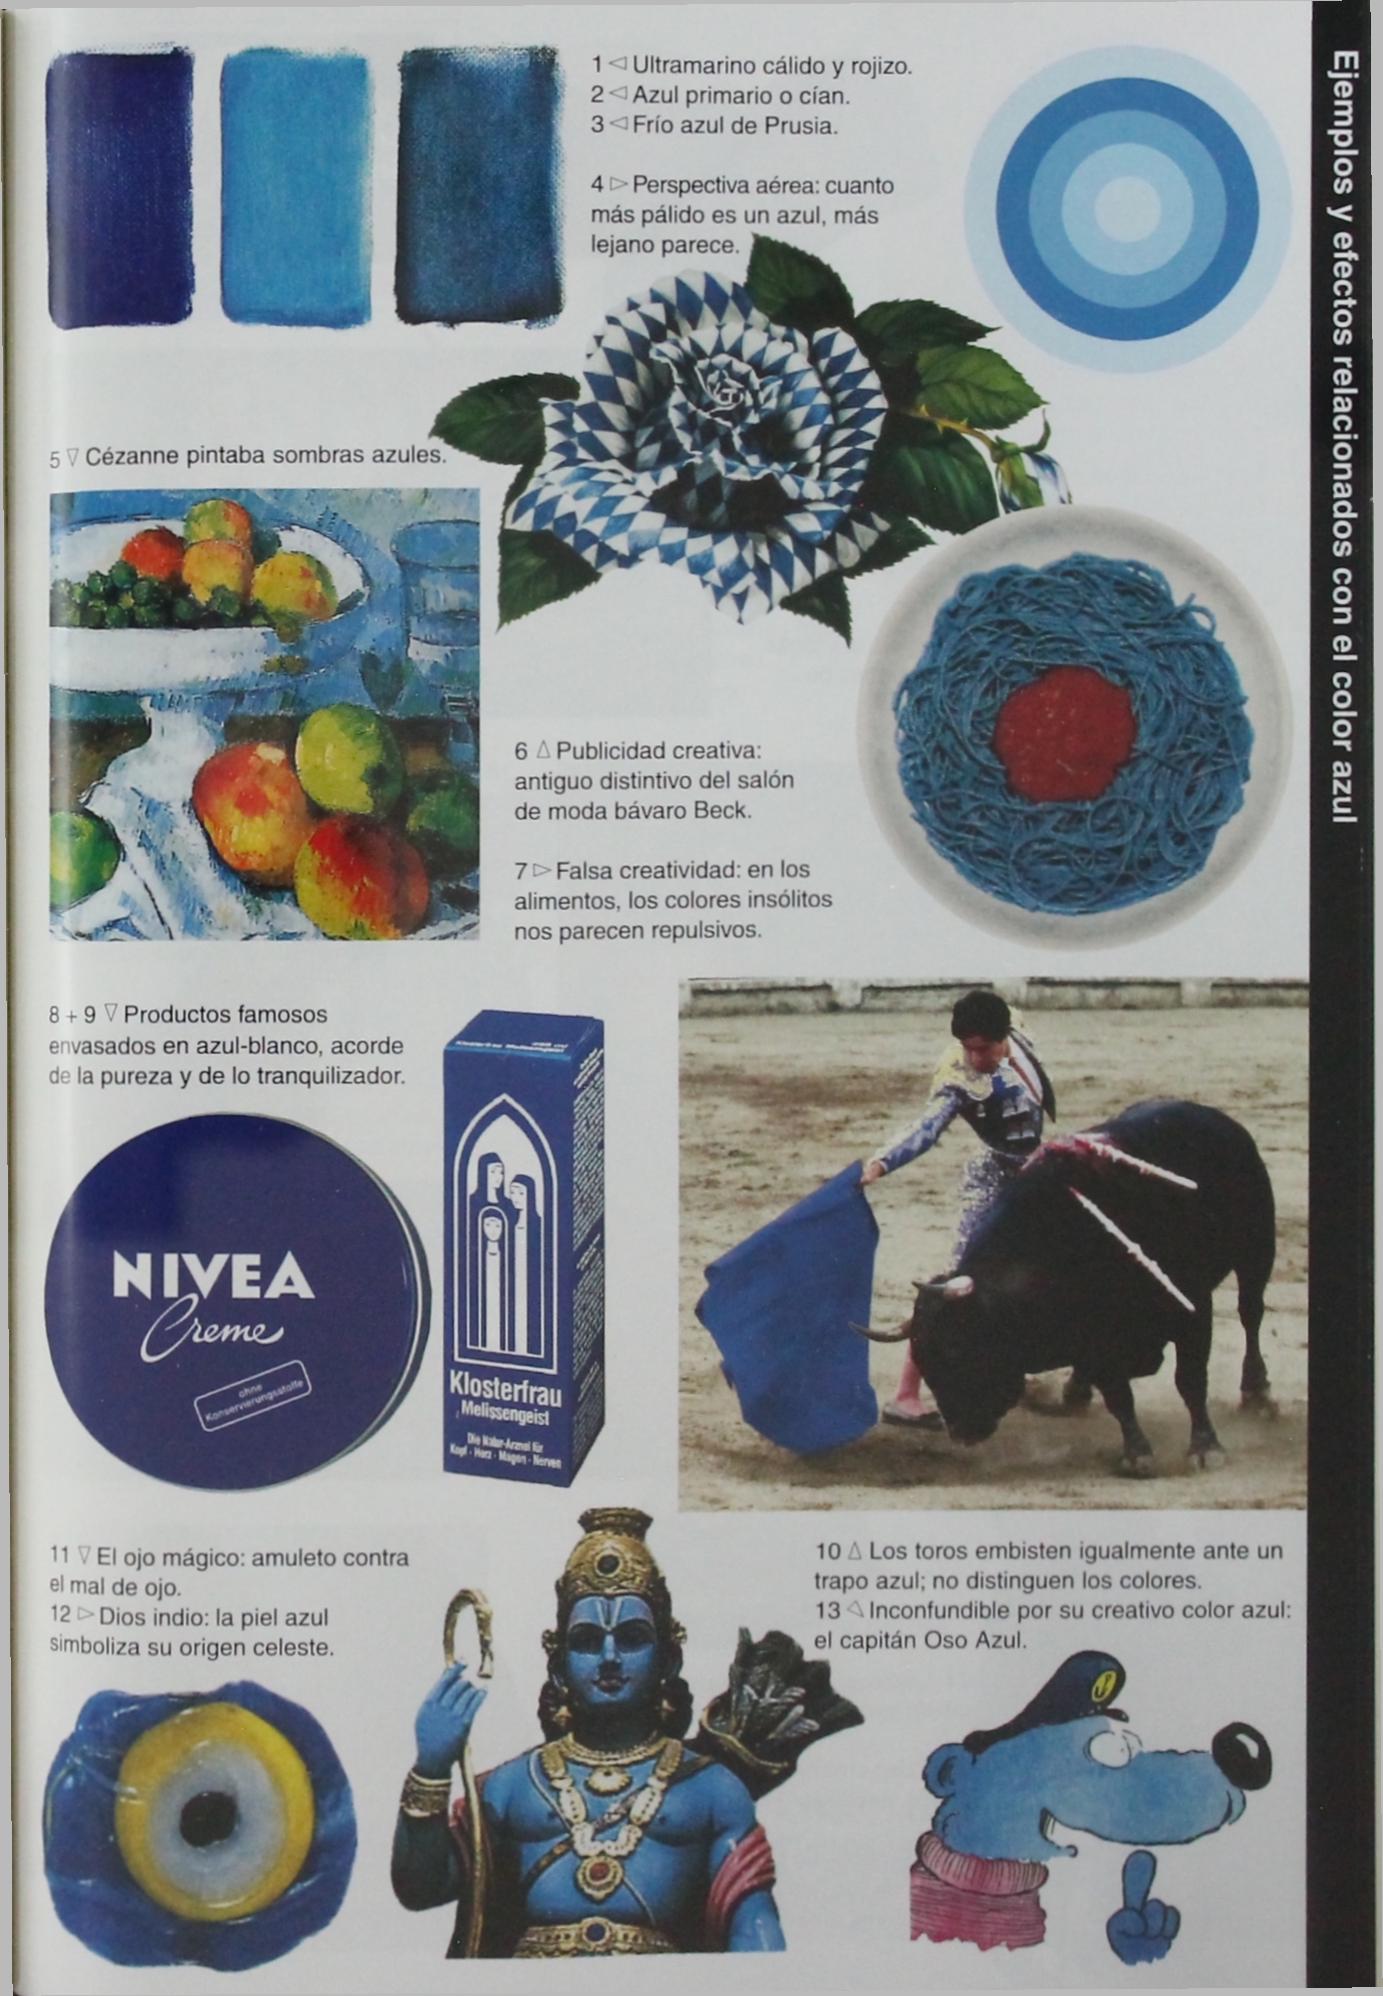 Ejemplos y efectos relacionados con el color azul
1 ◁ Ultramarino cálido y rojizo.
2 ◁ Azul primario o cían.
3 ◁ Frío azul de Prusia.
4 ▷ Perspectiva aérea: cuanto
más pálido es un azul, más
lejano parece.
5 ▽ Cézanne pintaba sombras azules.
6 △ Publicidad creativa:
antiguo distintivo del salón
de moda bávaro Beck.
7 ▷ Falsa creatividad: en los
alimentos, los colores insólitos
nos parecen repulsivos.
8 + 9 ▽ Productos famosos
envasados en azul-blanco, acorde
de la pureza y de lo tranquilizador.
NIVEA
Creme
ohne
Konservierungsstoffe
Klosterfrau
Melissengeist
Die Natur-Arznei für
Kopf · Herz · Magen · Nerven
10 △ Los toros embisten igualmente ante un
trapo azul; no distinguen los colores.
13 ◁ Inconfundible por su creativo color azul:
el capitán Oso Azul.
11 ▽ El ojo mágico: amuleto contra
el mal de ojo.
12 ▷ Dios indio: la piel azul
simboliza su origen celeste.